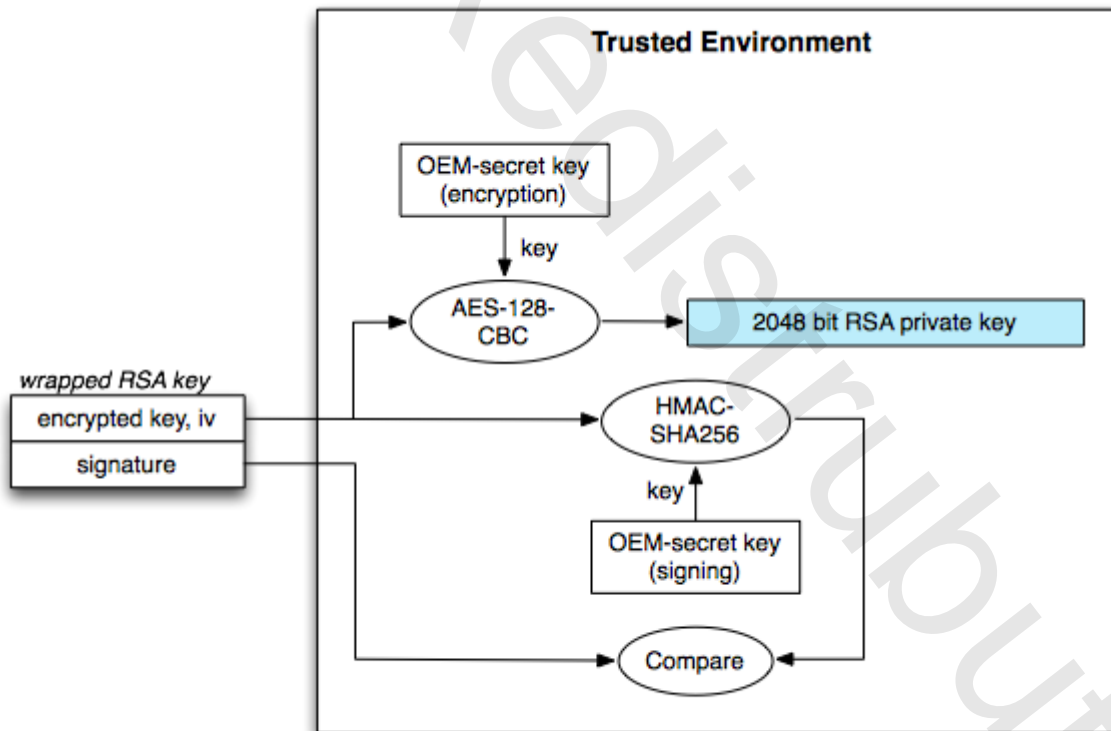 Trusted Environment
OEM-secret key
(encryption)
key
AES-128-
CBC
2048 bit RSA private key
wrapped RSA key
encrypted key, iv
signature
HMAC-
SHA256
key
OEM-secret key
(signing)
Compare